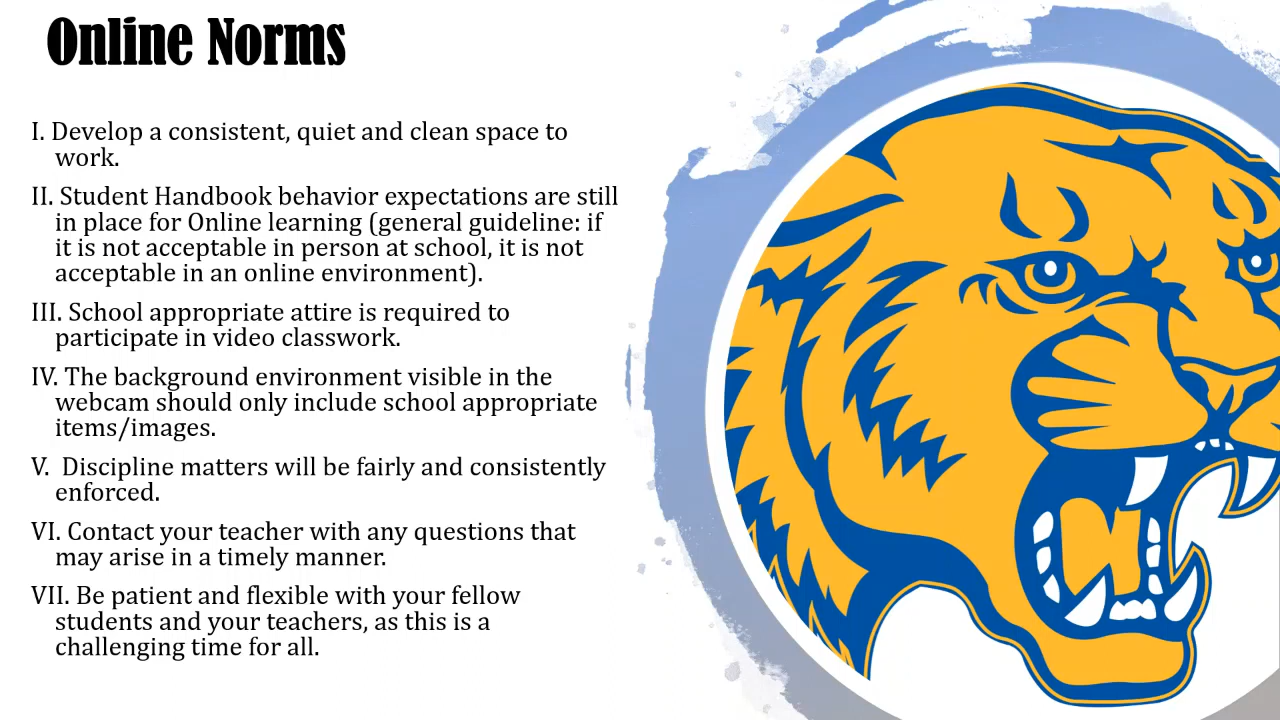 Online Norms
I. Develop a consistent, quiet and clean space to
work.
II. Student Handbook behavior expectations are still
in place for Online learning (general guideline: if
it is not acceptable in person at school, it is not
acceptable in an online environment).
III. School appropriate attire is required to
participate in video classwork.
IV. The background environment visible in the
webcam should only include school appropriate
items/images.
V.  Discipline matters will be fairly and consistently
enforced.
VI. Contact your teacher with any questions that
may arise in a timely manner.
VII. Be patient and flexible with your fellow
students and your teachers, as this is a
challenging time for all.